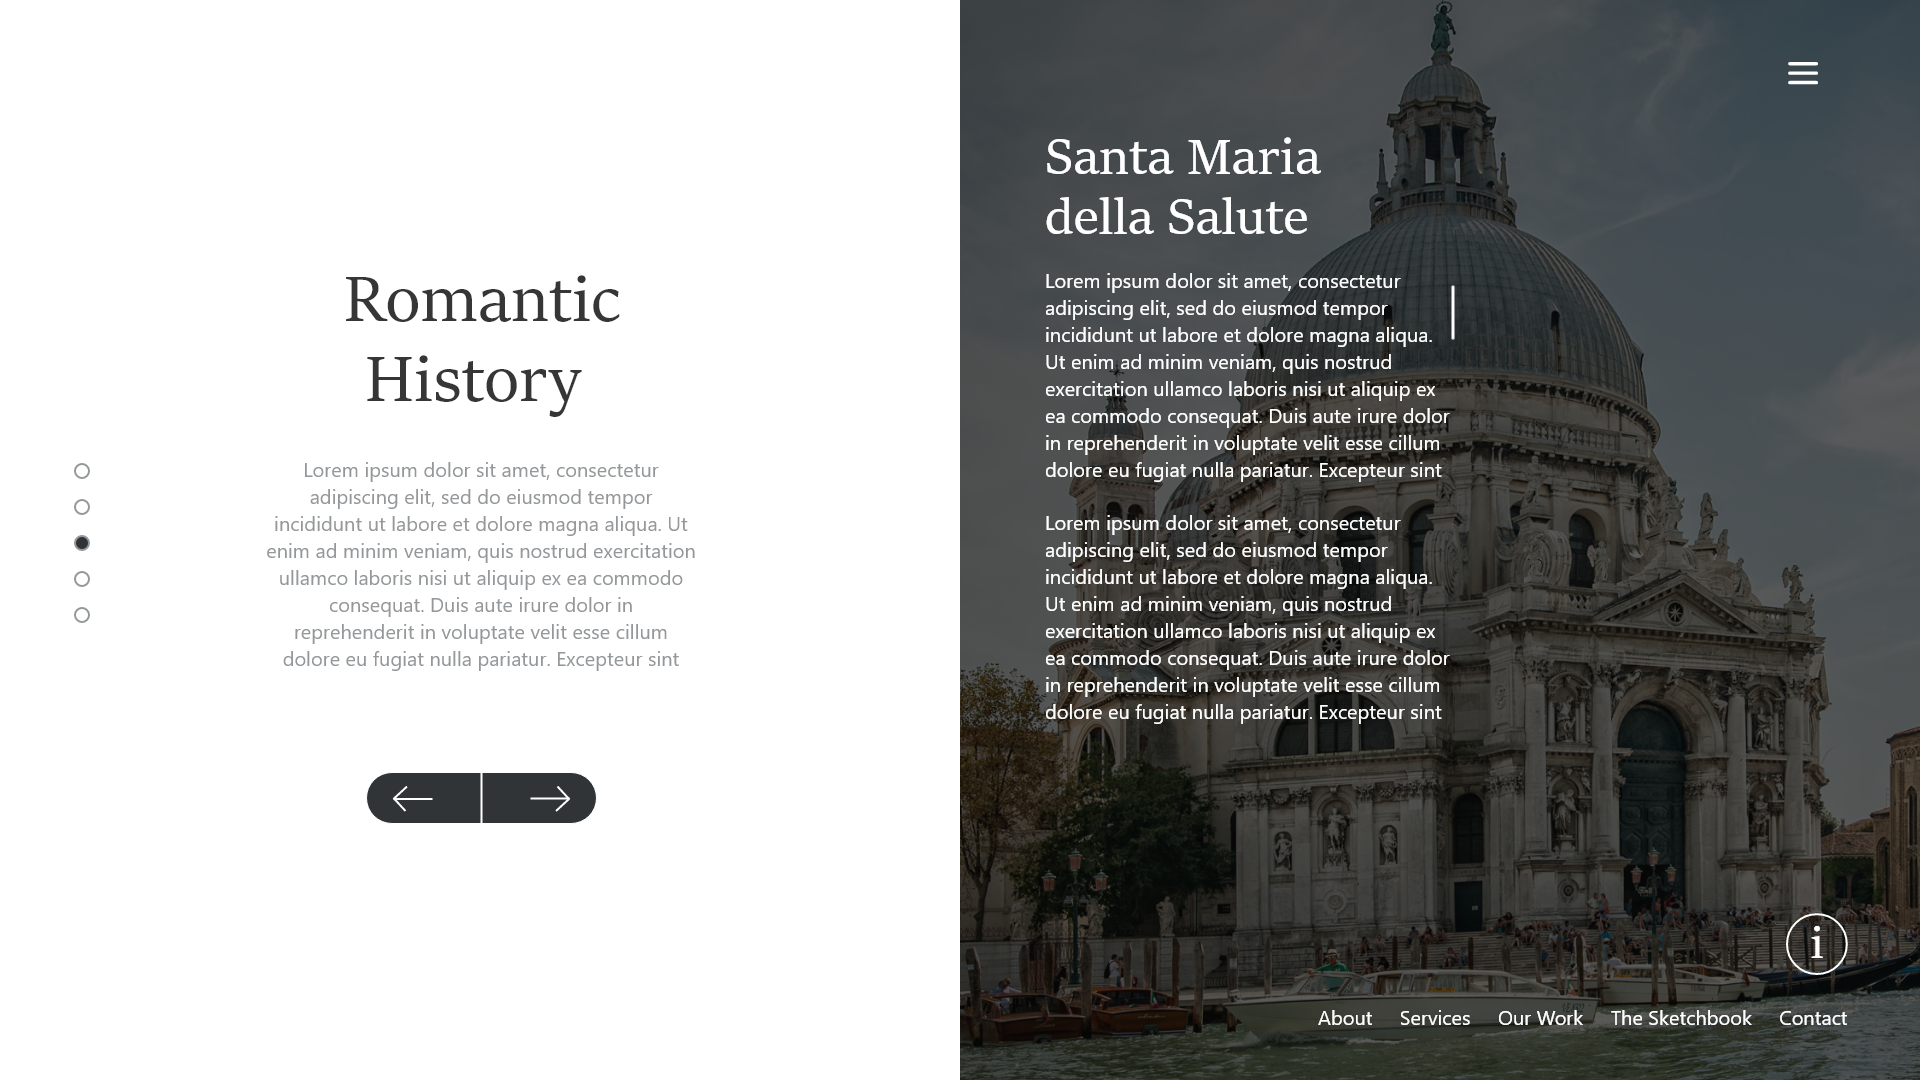 Romantic
History
Lorem ipsum dolor sit amet, consectetur
adipiscing elit, sed do eiusmod tempor
incididunt ut labore et dolore magna aliqua. Ut
enim ad minim veniam, quis nostrud exercitation
ullamco laboris nisi ut aliquip ex ea commodo
consequat. Duis aute irure dolor in
reprehenderit in voluptate velit esse cillum
dolore eu fugiat nulla pariatur. Excepteur sint
Santa Maria
della Salute
Lorem ipsum dolor sit amet, consectetur
adipiscing elit, sed do eiusmod tempor
incididunt ut labore et dolore magna aliqua.
Ut enim ad minim veniam, quis nostrud
exercitation ullamco laboris nisi ut aliquip ex
ea commodo consequat. Duis aute irure dolor
in reprehenderit in voluptate velit esse cillum
dolore eu fugiat nulla pariatur. Excepteur sint
Lorem ipsum dolor sit amet, consectetur
adipiscing elit, sed do eiusmod tempor
incididunt ut labore et dolore magna aliqua.
Ut enim ad minim veniam, quis nostrud
exercitation ullamco laboris nisi ut aliquip ex
ea commodo consequat. Duis aute irure dolor
in reprehenderit in voluptate velit esse cillum
dolore eu fugiat nulla pariatur. Excepteur sint
i
About Services Our Work The Sketchbook Contact